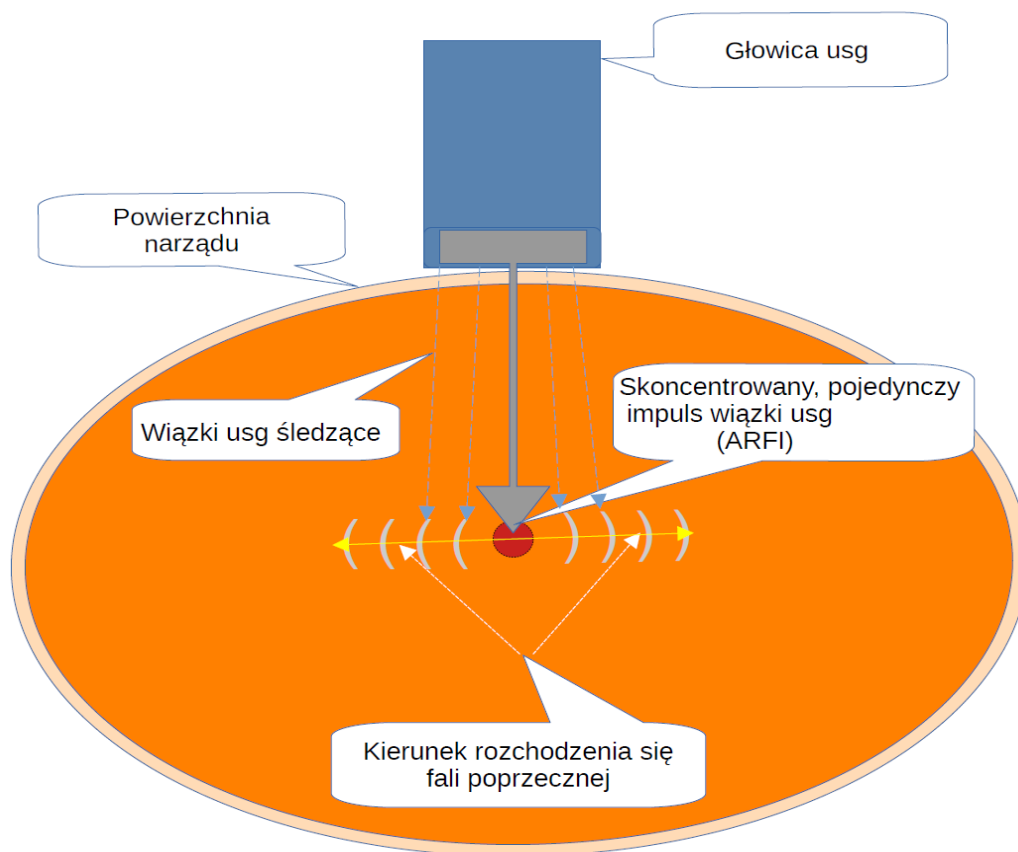 Głowica usg
Powierzchnia
narządu
Wiązki usg śledzące
Skoncentrowany, pojedynczy
impuls wiązki usg
(ARFI)
Kierunek rozchodzenia się
fali poprzecznej